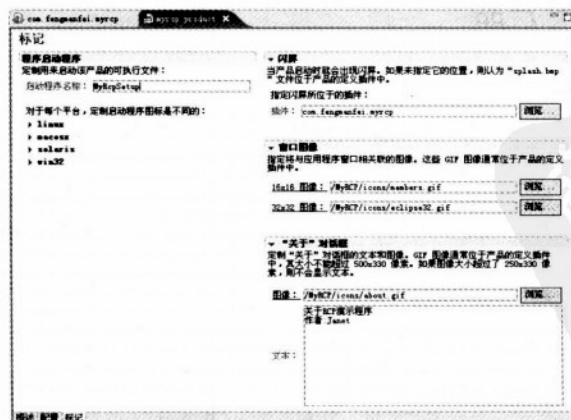 com.fengmanfei.myrcp
myrcp.product
标记
程序启动程序
定制用来启动该产品的可执行文件：
启动程序名称： MyRcpSetup
对于每个平台，定制启动程序图标是不同的：
linux
macosx
solaris
win32
闪屏
当产品启动时就会出现闪屏。如果未指定它的位置，则认为“splash.bmp
”文件位于产品的定义插件中。
指定闪屏所位于的插件：
插件： com.fengmanfei.myrcp 浏览...
窗口图像
指定将与应用程序窗口相关联的图像。这些 GIF 图像通常位于产品的定义
插件中。
16x16 图像： /MyRCP/icons/members.gif 浏览...
32x32 图像： /MyRCP/icons/eclipse32.gif 浏览...
“关于”对话框
定制“关于”对话框的文本和图像。GIF 图像通常位于产品的定义插件
中，其大小不能超过 500x330 像素。如果图像大小超过了 250x330 像
素，则不会显示文本。
图像： /MyRCP/icons/about.gif 浏览...
文本：
关于RCP演示程序
作者 Janet
概述 配置 标记